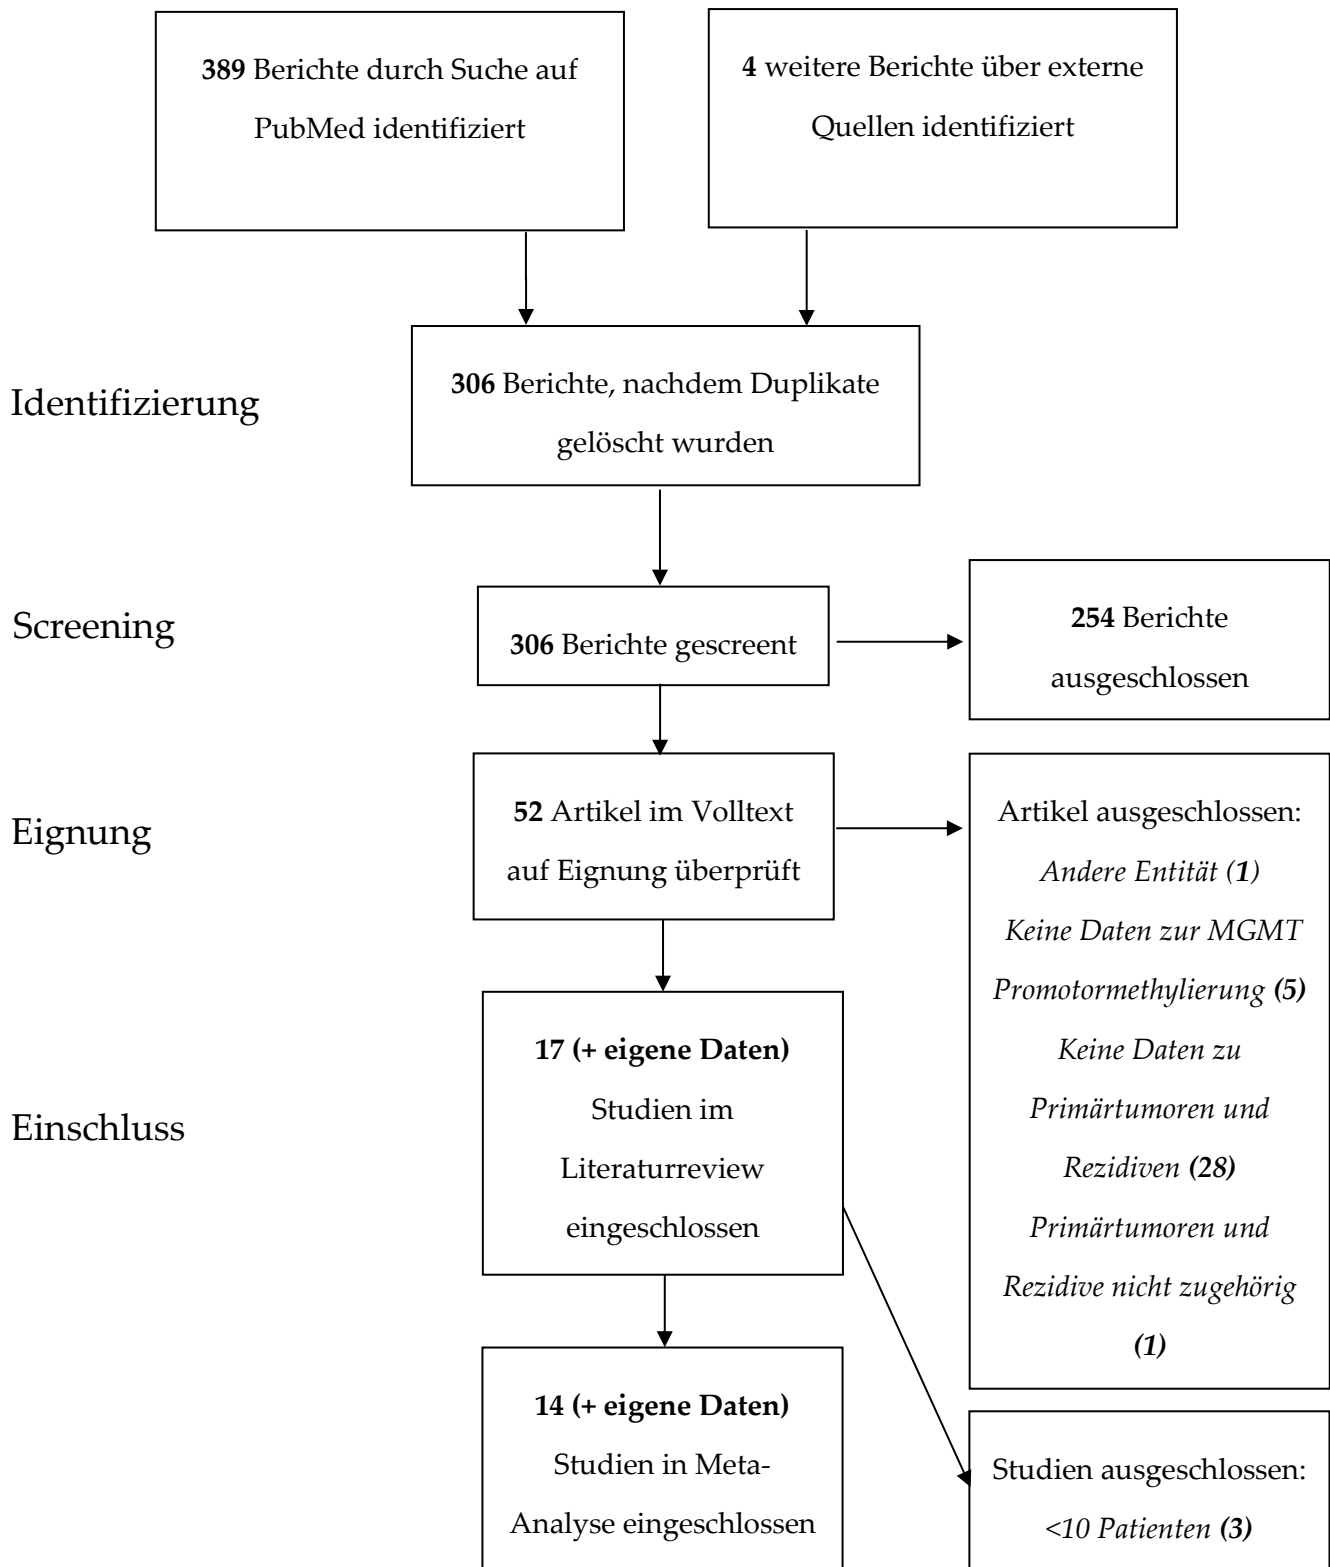 389 Berichte durch Suche auf
PubMed identifiziert
4 weitere Berichte über externe
Quellen identifiziert
Identifizierung
306 Berichte, nachdem Duplikate
gelöscht wurden
Screening
306 Berichte gescreent
254 Berichte
ausgeschlossen
Eignung
52 Artikel im Volltext
auf Eignung überprüft
Artikel ausgeschlossen:
Andere Entität (1)
Keine Daten zur MGMT
Promotormethylierung (5)
Keine Daten zu
Primärtumoren und
Rezidiven (28)
Primärtumoren und
Rezidive nicht zugehörig
(1)
Einschluss
17 (+ eigene Daten)
Studien im
Literaturreview
eingeschlossen
14 (+ eigene Daten)
Studien in Meta-
Analyse eingeschlossen
Studien ausgeschlossen:
<10 Patienten (3)